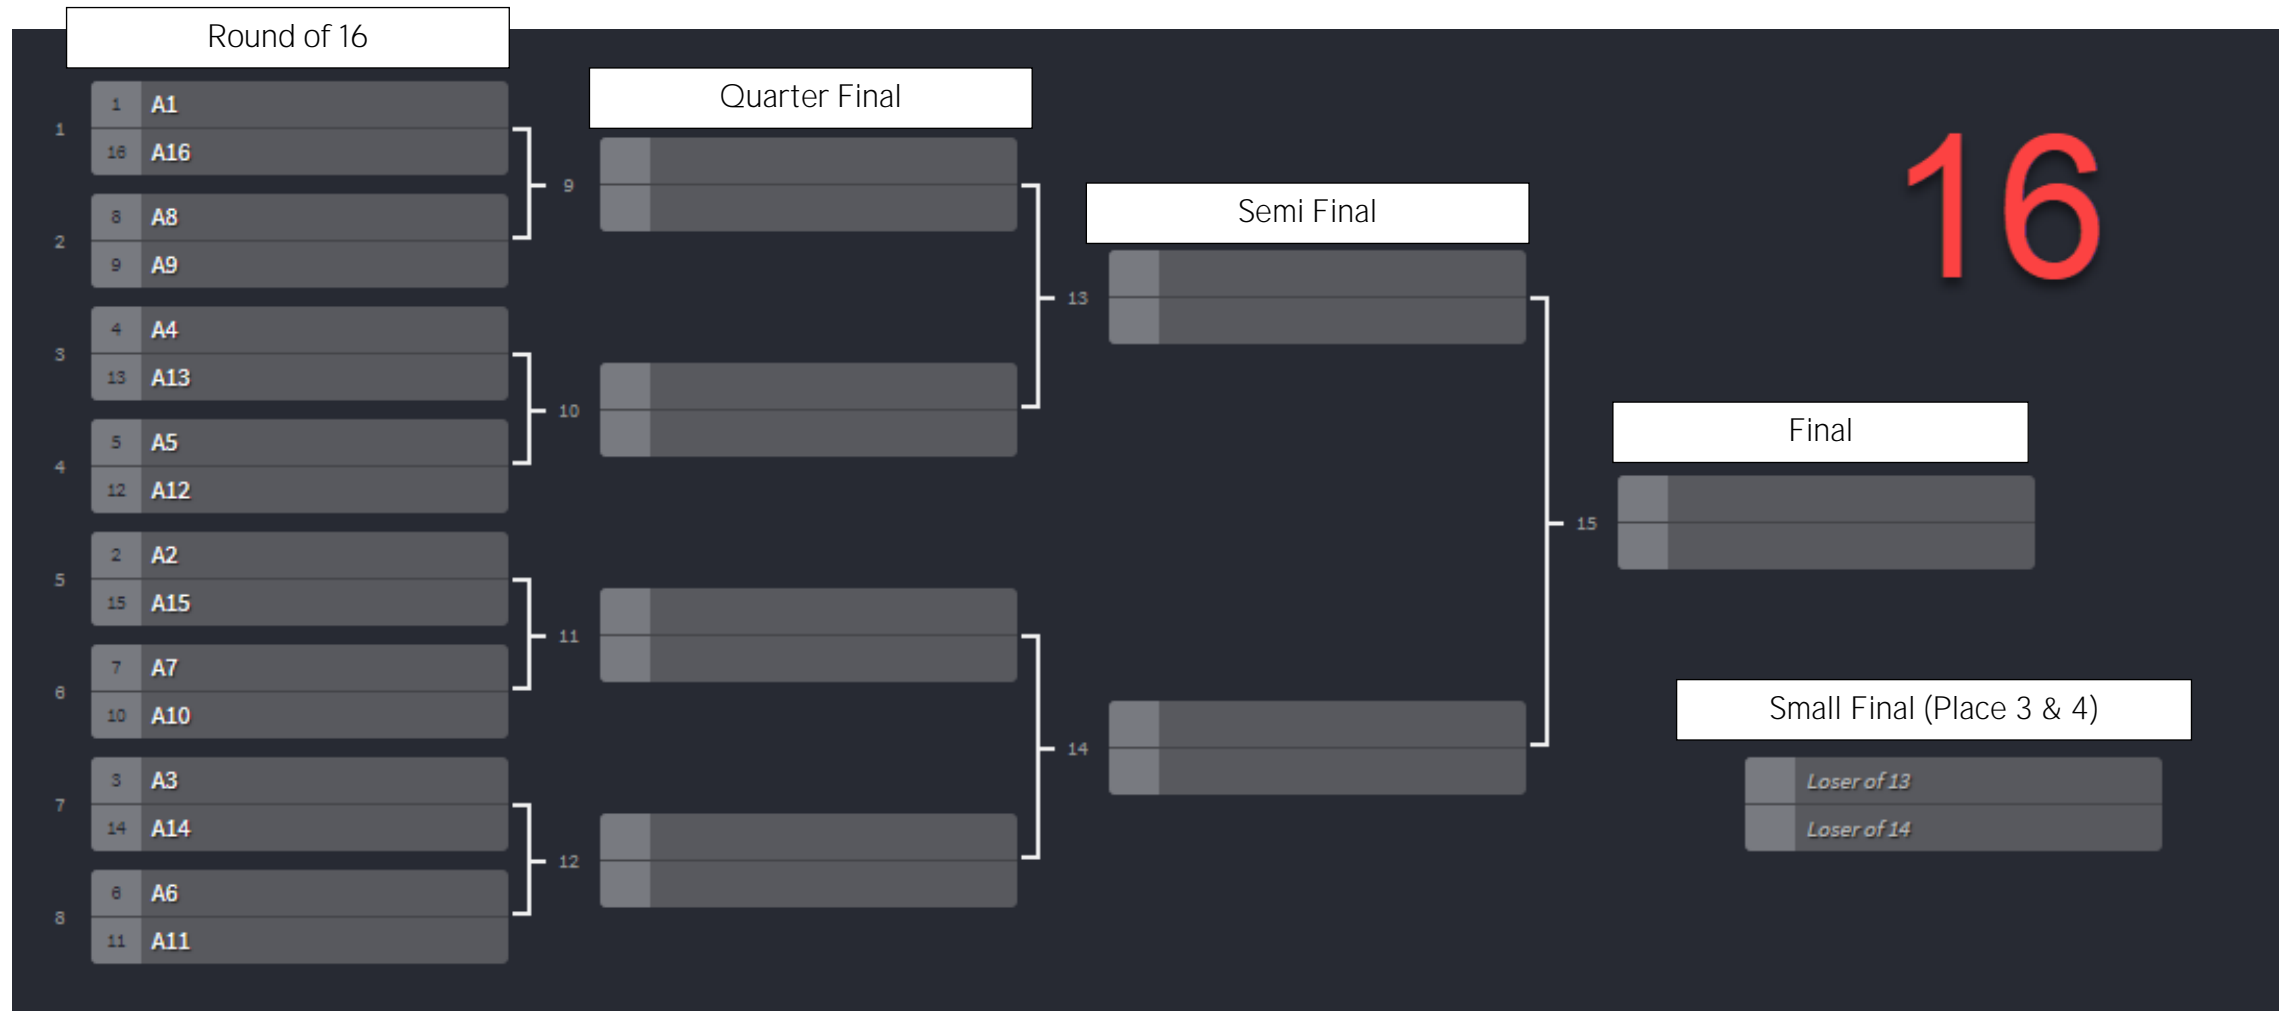 Round of 16
1
1 A1
16 A16
2
8 A8
9 A9
3
4 A4
13 A13
4
5 A5
12 A12
5
2 A2
15 A15
6
7 A7
10 A10
7
3 A3
14 A14
8
6 A6
11 A11
Quarter Final
9
10
11
12
Semi Final
13
14
16
Final
15
Small Final (Place 3 & 4)
Loser of 13
Loser of 14